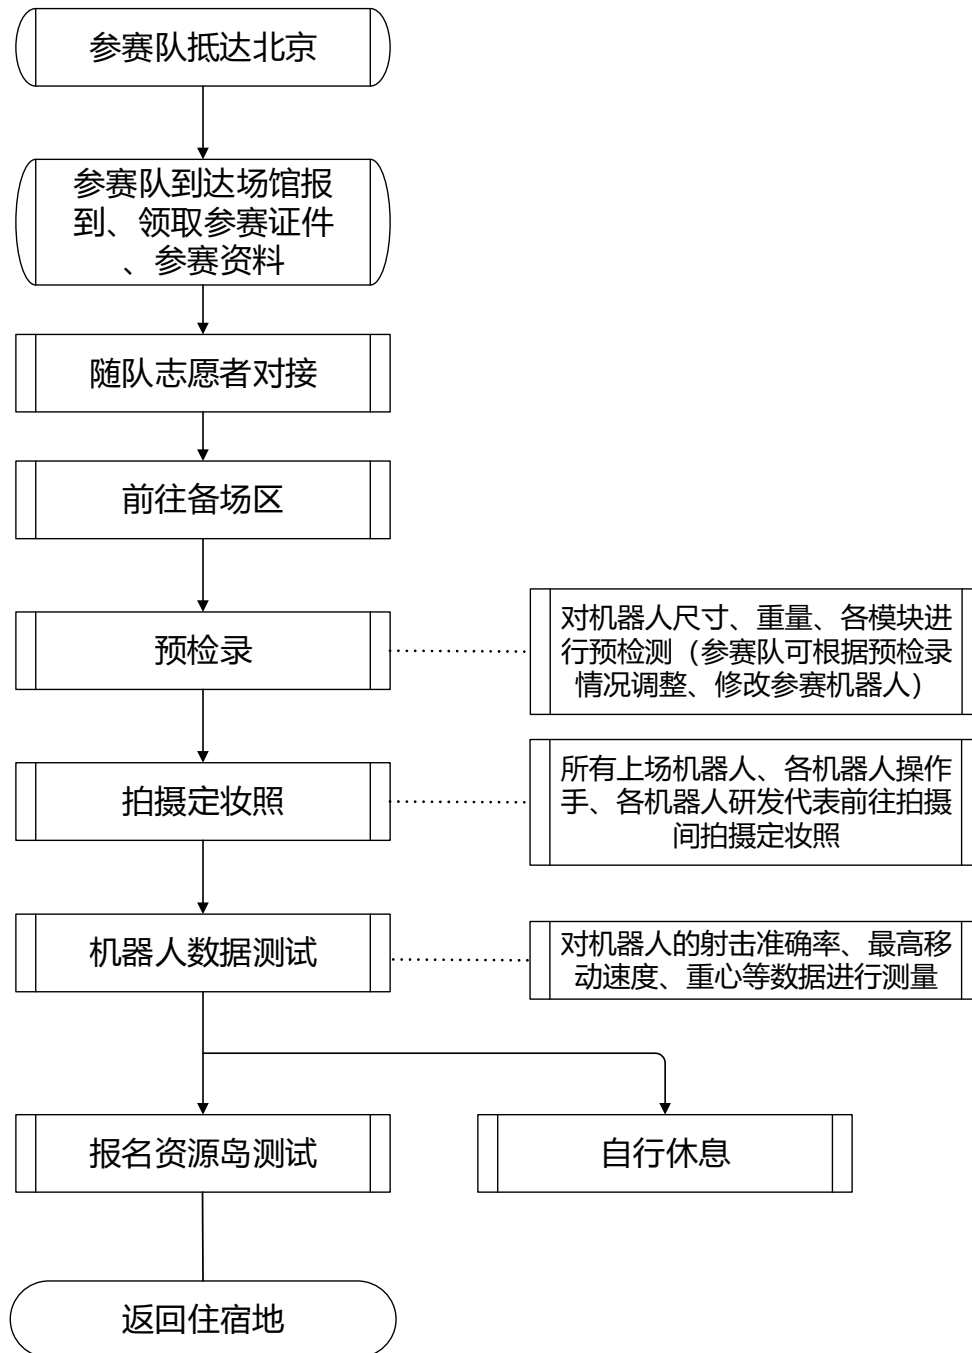 参赛队抵达北京
参赛队到达场馆报
到、领取参赛证件
、参赛资料
随队志愿者对接
前往备场区
预检录
对机器人尺寸、重量、各模块进
行预检测（参赛队可根据预检录
情况调整、修改参赛机器人）
拍摄定妆照
所有上场机器人、各机器人操作
手、各机器人研发代表前往拍摄
间拍摄定妆照
机器人数据测试
对机器人的射击准确率、最高移
动速度、重心等数据进行测量
报名资源岛测试
自行休息
返回住宿地